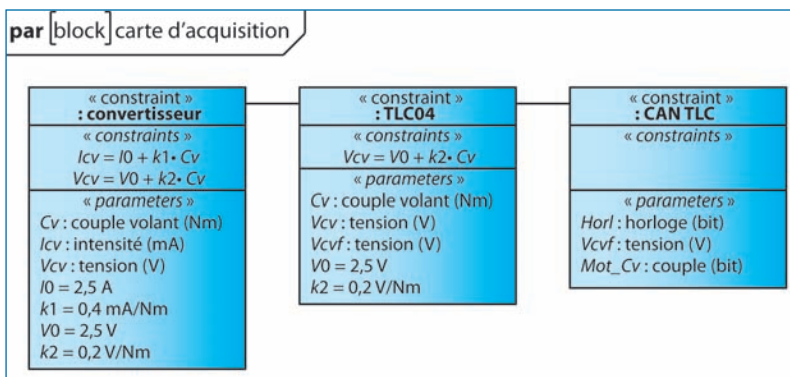 par [block] carte d'acquisition
« constraint »
: convertisseur
« constraints »
Icv = I0 + k1• Cv
Vcv = V0 + k2• Cv
« parameters »
Cv : couple volant (Nm)
Icv : intensité (mA)
Vcv : tension (V)
I0 = 2,5 A
k1 = 0,4 mA/Nm
V0 = 2,5 V
k2 = 0,2 V/Nm
« constraint »
: TLC04
« constraints »
Vcv = V0 + k2• Cv
« parameters »
Cv : couple volant (Nm)
Vcv : tension (V)
Vcvf : tension (V)
V0 = 2,5 V
k2 = 0,2 V/Nm
« constraint »
: CAN TLC
« constraints »
« parameters »
Horl : horloge (bit)
Vcvf : tension (V)
Mot_Cv : couple (bit)